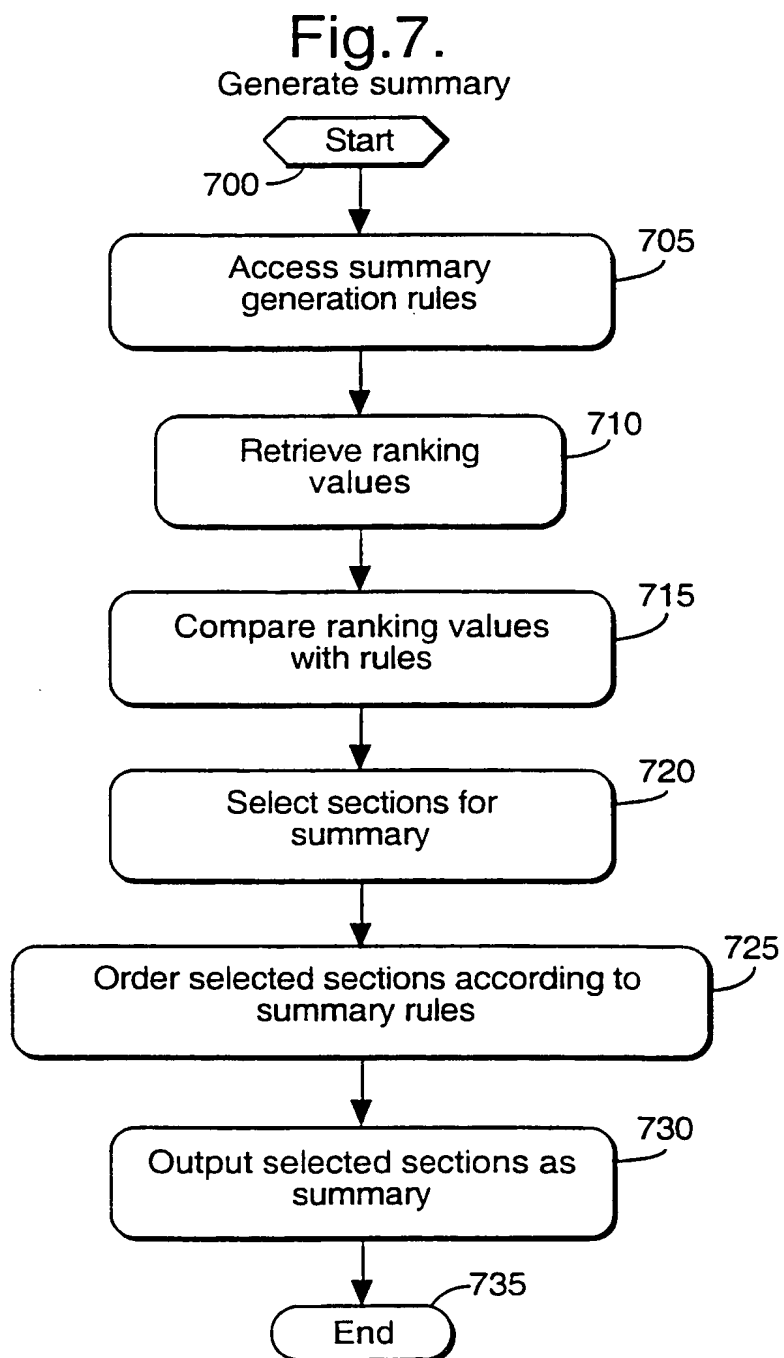 Fig.7.
Generate summary
Start
700
Access summary
generation rules
705
Retrieve ranking
values
710
Compare ranking values
with rules
715
Select sections for
summary
720
Order selected sections according to
summary rules
725
Output selected sections as
summary
730
End
735